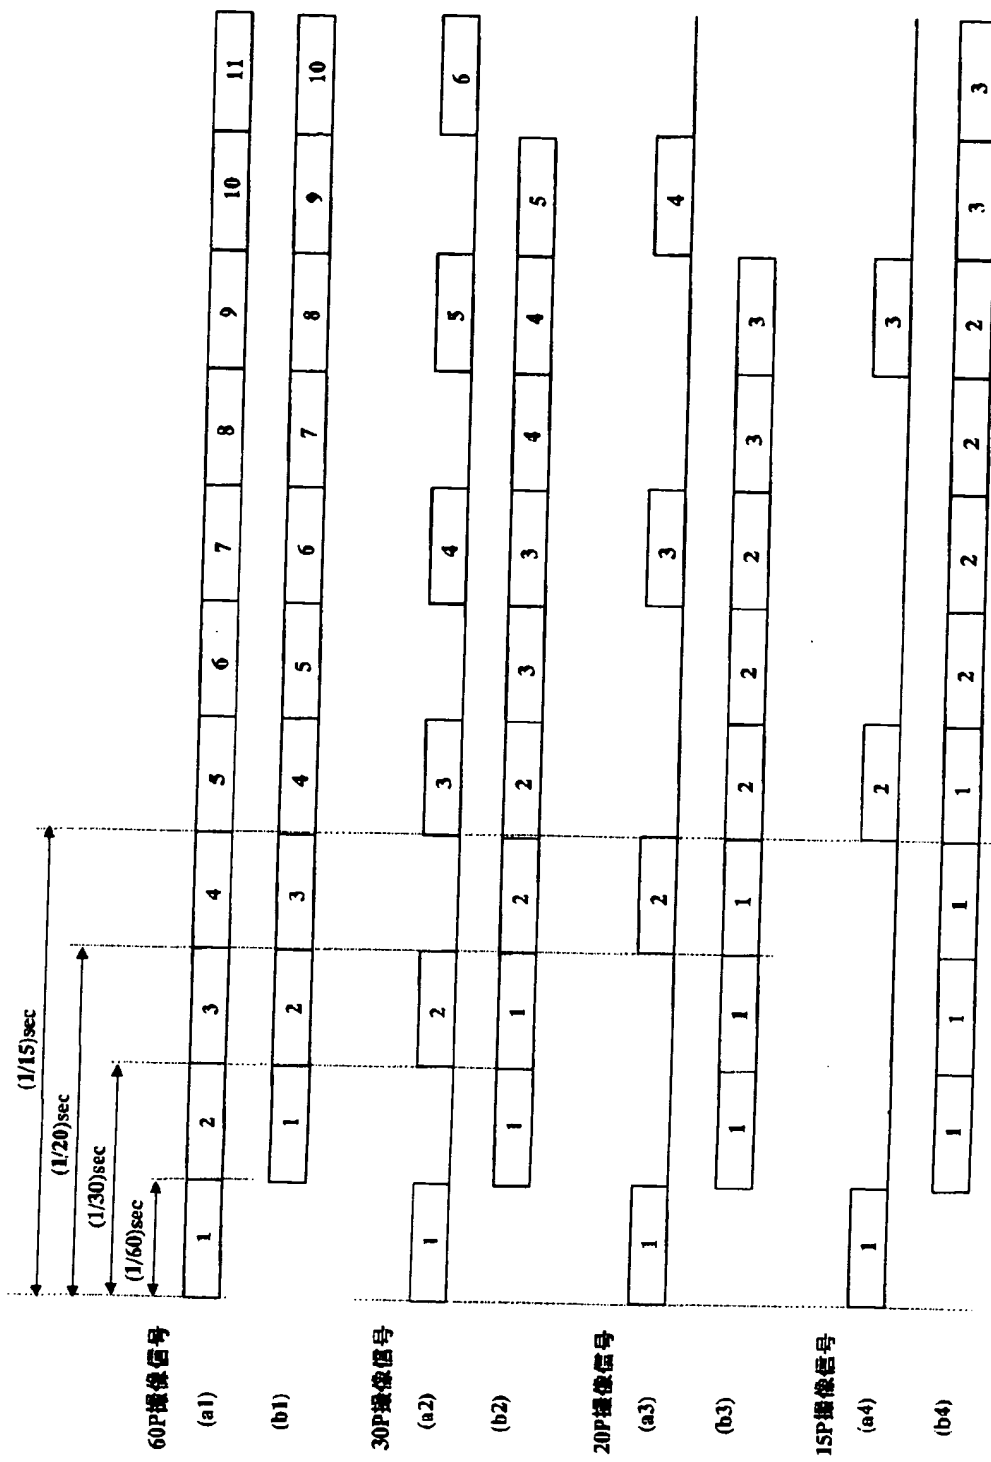 (1/15)sec
(1/20)sec
(1/30)sec
(1/60)sec
60P撮像信号
(a1) 1 2 3 4 5 6 7 8 9 10 11
(b1) 1 2 3 4 5 6 7 8 9 10
30P撮像信号
(a2) 1 2 3 4 5 6
(b2) 1 1 2 2 3 3 4 4 5
20P撮像信号
(a3) 1 2 3 4
(b3) 1 1 1 2 2 2 3 3
15P撮像信号
(a4) 1 2 3
(b4) 1 1 1 1 2 2 2 2 3 3